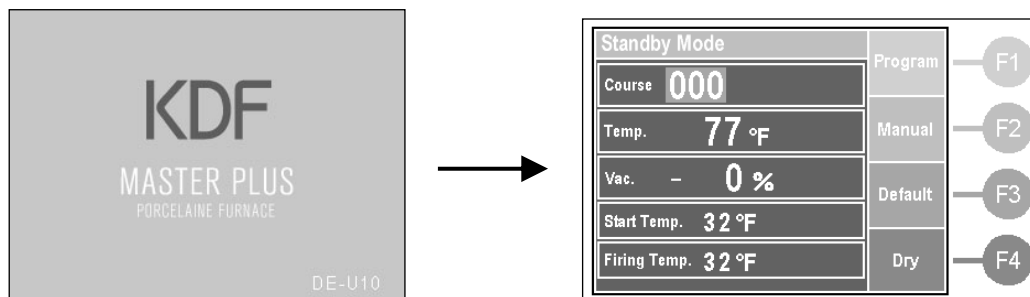 KDF
MASTER PLUS
PORCELAINE FURNACE
DE-U10
Standby Mode
Course 000
Temp. 77 °F
Vac. - 0 %
Start Temp. 32 °F
Firing Temp. 32 °F
Program F1
Manual F2
Default F3
Dry F4